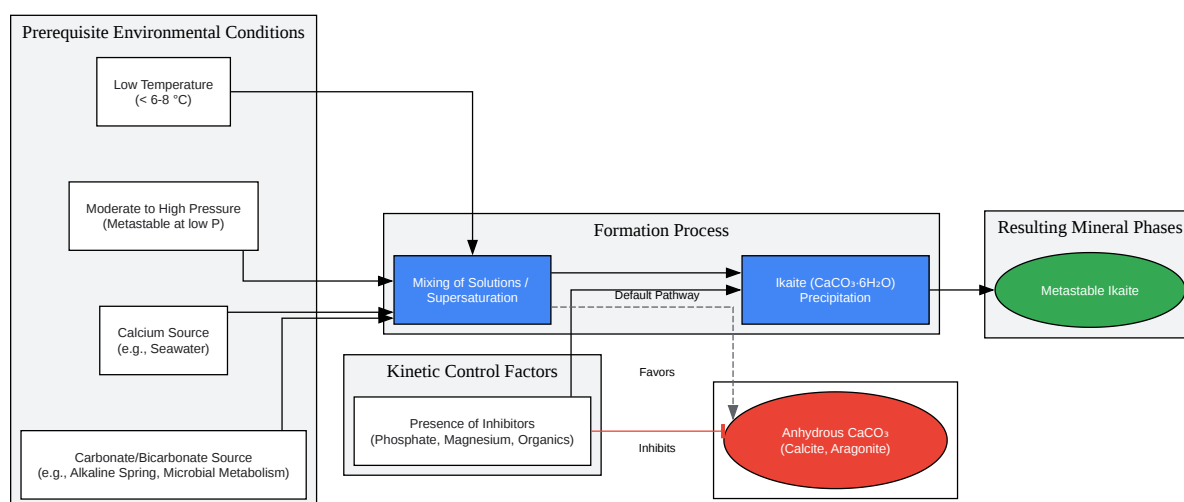 Prerequisite Environmental Conditions
Low Temperature
(< 6-8 °C)
Moderate to High Pressure
(Metastable at low P)
Calcium Source
(e.g., Seawater)
Carbonate/Bicarbonate Source
(e.g., Alkaline Spring, Microbial Metabolism)
Formation Process
Mixing of Solutions /
Supersaturation
Default Pathway
Ikaite (CaCO₃·6H₂O)
Precipitation
Resulting Mineral Phases
Metastable Ikaite
Kinetic Control Factors
Presence of Inhibitors
(Phosphate, Magnesium, Organics)
Favors
Inhibits
Anhydrous CaCO₃
(Calcite, Aragonite)